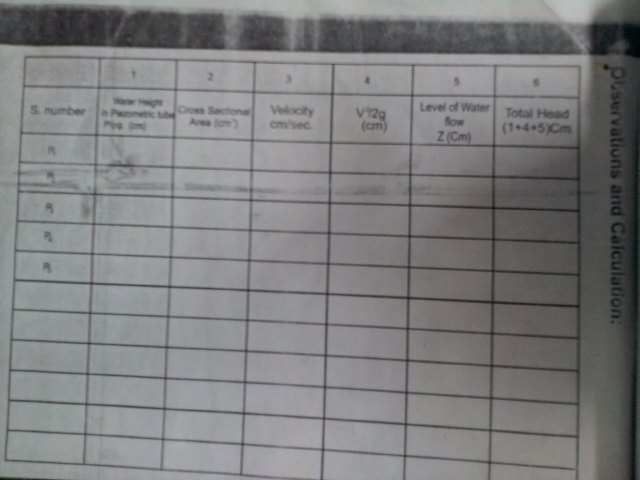 Observations and Calculation:
1 2 3 4 5 6
S. number
Water Height
in Piezometric tube
P/ρg (cm)
Cross Sectional
Area (cm²)
Velocity
cm/sec.
V²/2g
(cm)
Level of Water
flow
Z (Cm)
Total Head
(1+4+5)Cm
P₁
P₂
P₃
P₄
P₅